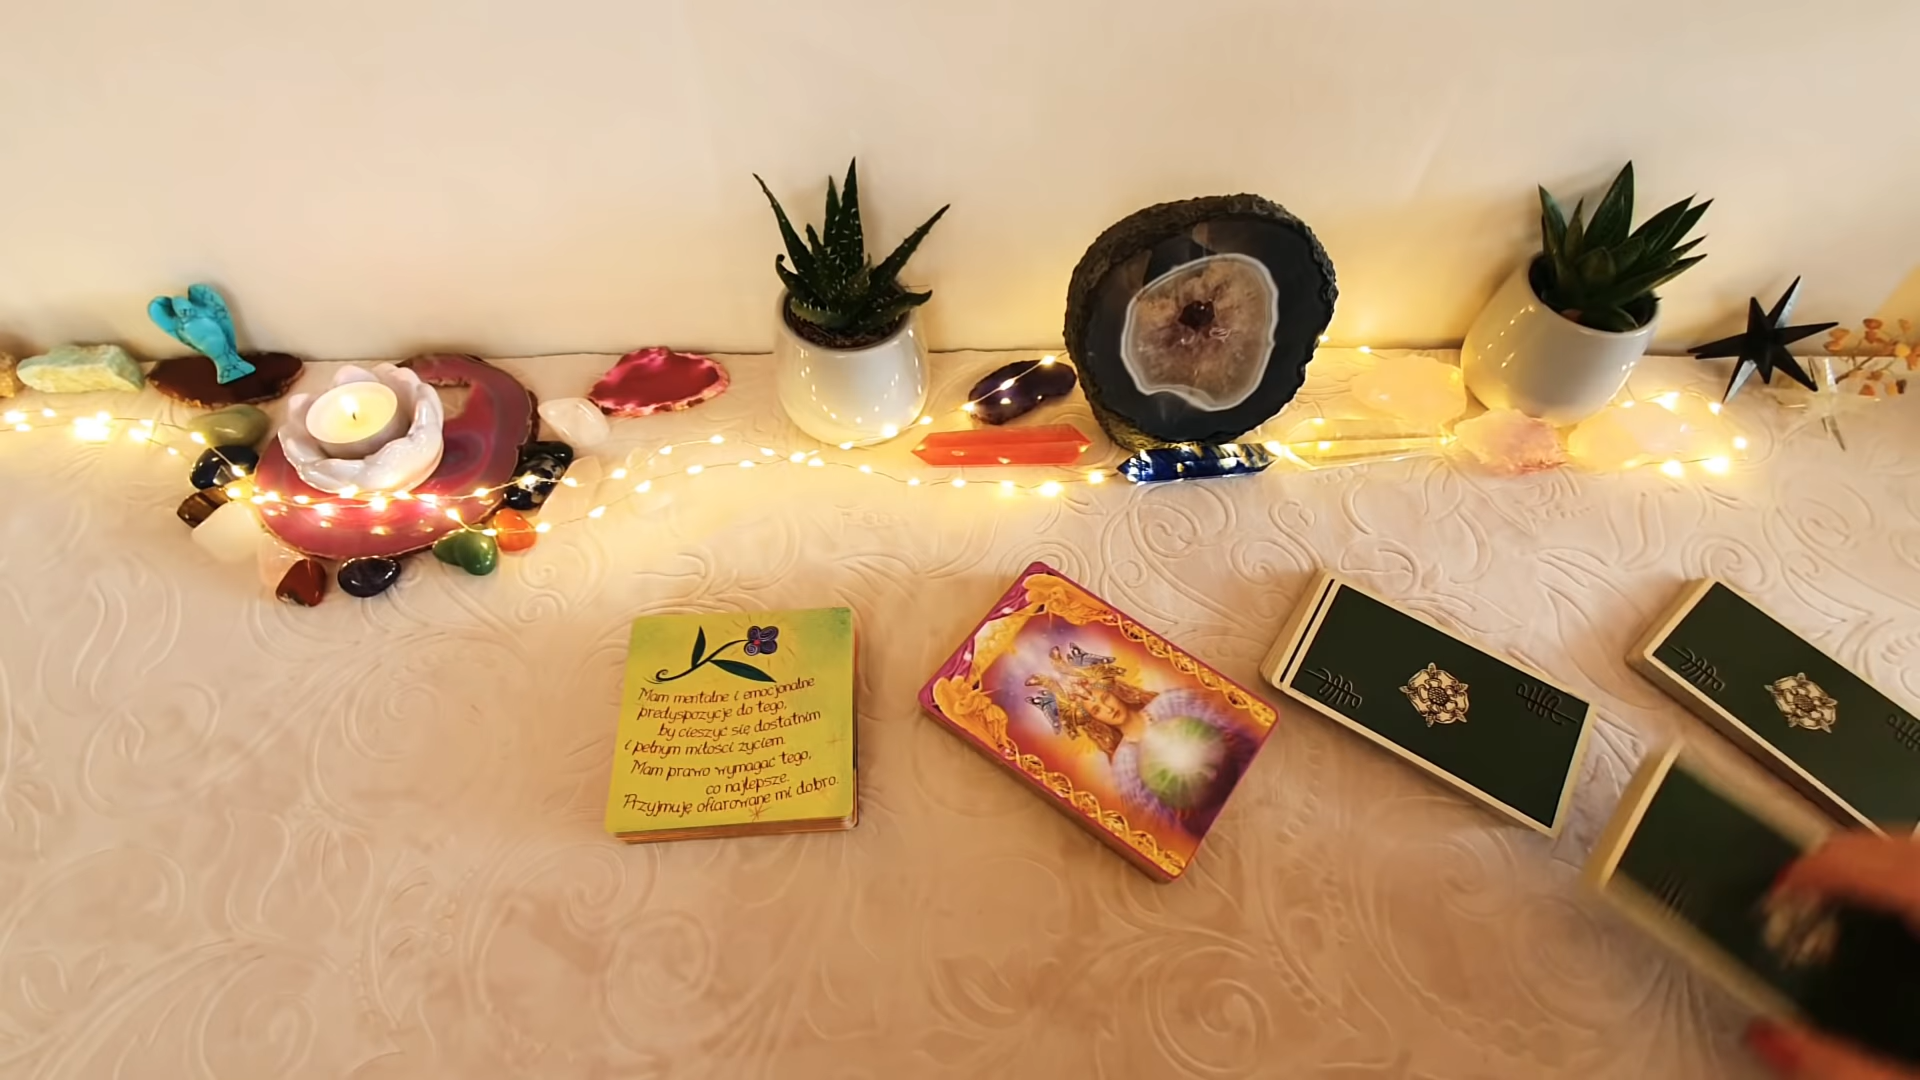 Mam mentalne i emocjonalne
predyspozycje do tego,
by cieszyć się dostatnim
i pełnym miłości życiem.
Mam prawo wymagać tego,
co najlepsze.
Przyjmuję ofiarowane mi dobro.